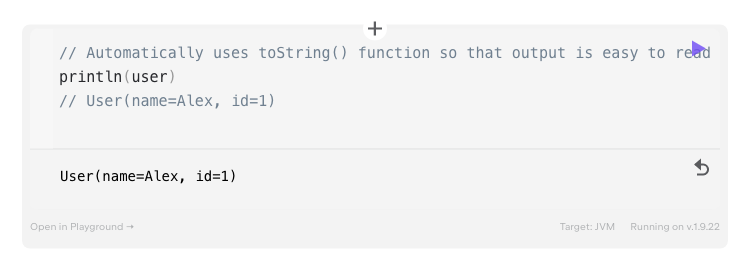 // Automatically uses toString() function so that output is easy to read
println(user)
// User(name=Alex, id=1)
User(name=Alex, id=1)
Open in Playground → Target: JVM Running on v.1.9.22